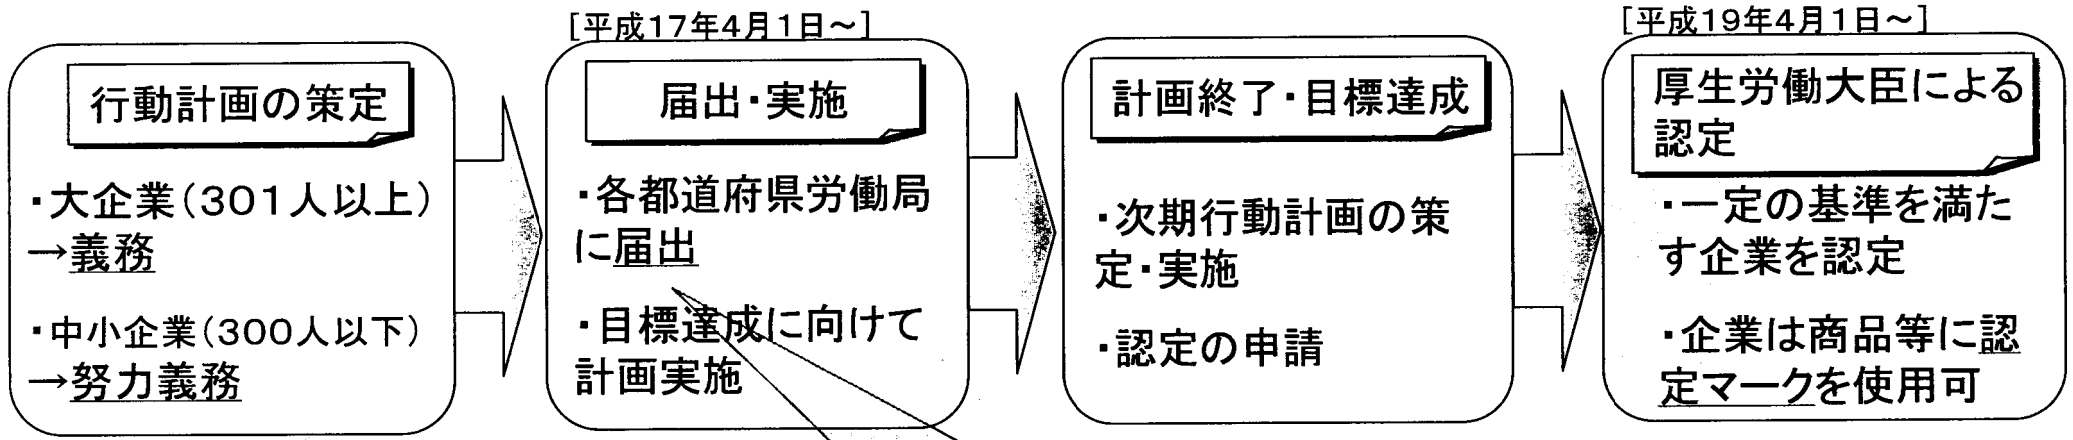 行動計画の策定
・大企業(301人以上)
→義務
・中小企業(300人以下)
→努力義務
[平成17年4月1日～]
届出・実施
・各都道府県労働局
に届出
・目標達成に向けて
計画実施
計画終了・目標達成
・次期行動計画の策
定・実施
・認定の申請
[平成19年4月1日～]
厚生労働大臣による
認定
・一定の基準を満た
す企業を認定
・企業は商品等に認
定マークを使用可